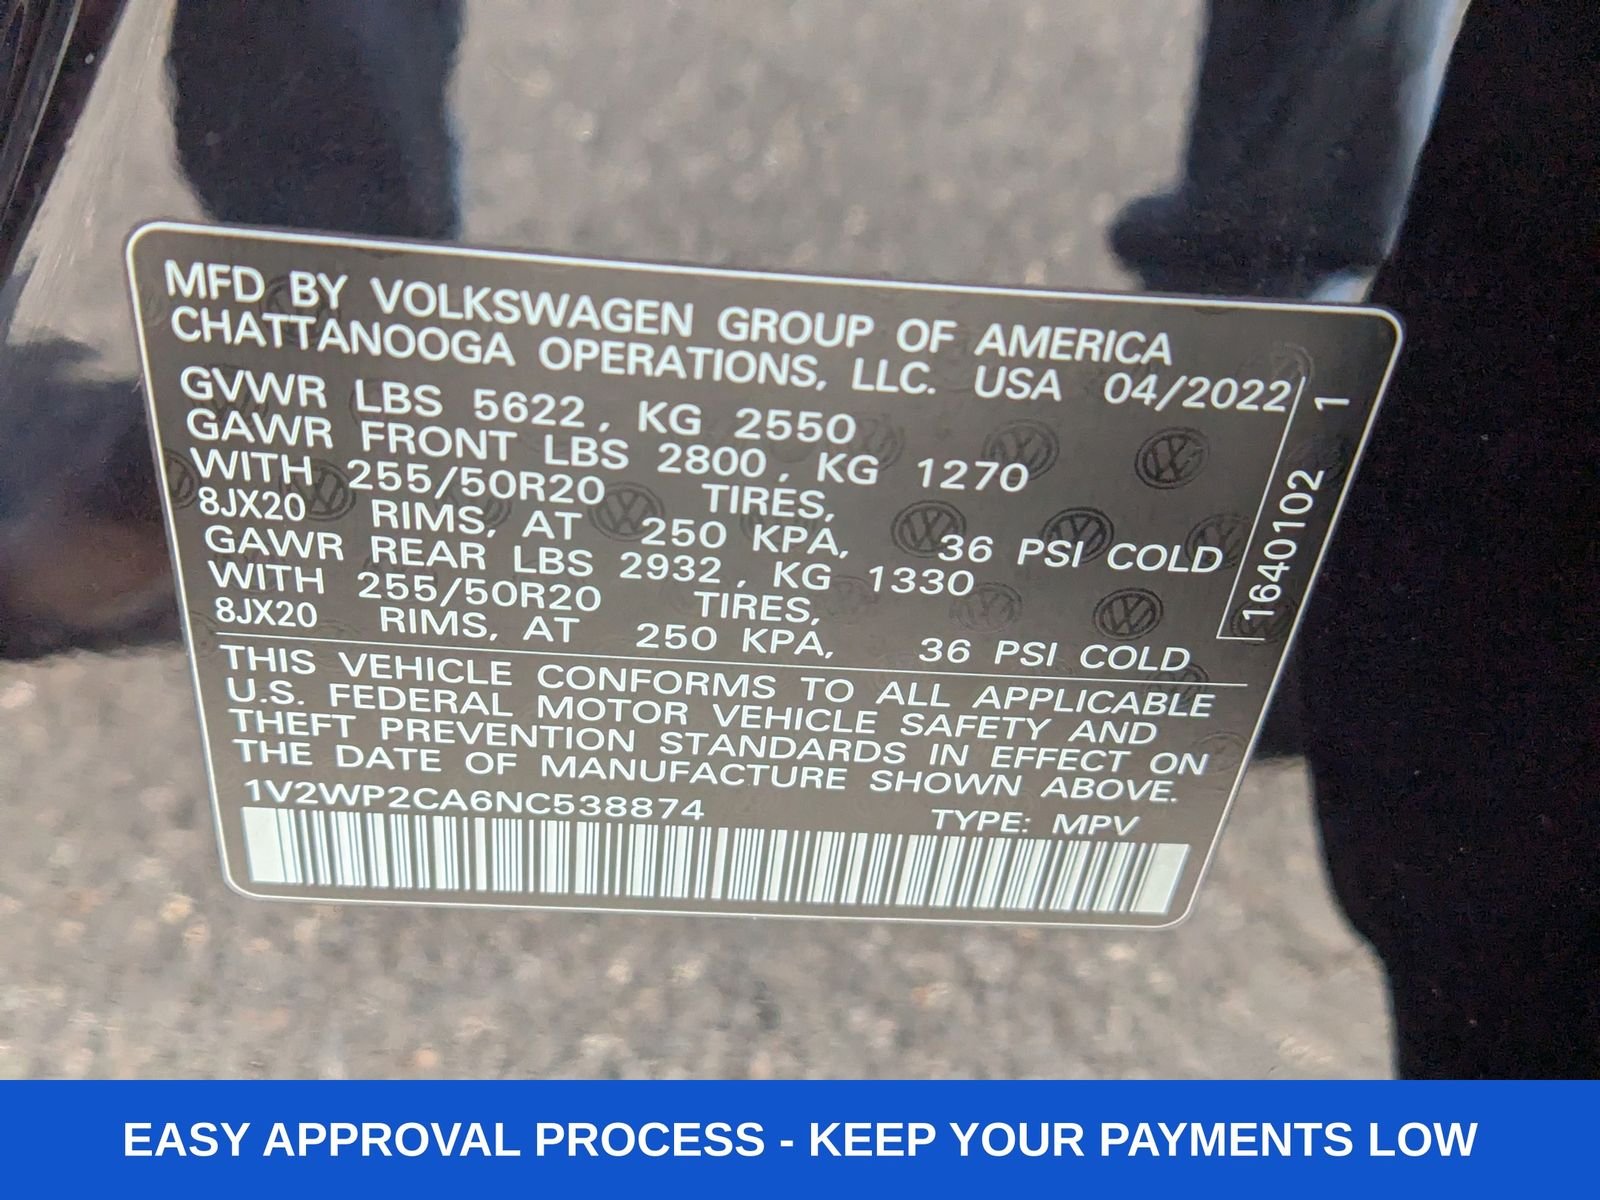 MFD BY VOLKSWAGEN GROUP OF AMERICA
CHATTANOOGA OPERATIONS, LLC. USA 04/2022
GVWR LBS 5622, KG 2550
GAWR FRONT LBS 2800, KG 1270
WITH 255/50R20 TIRES,
8JX20 RIMS, AT 250 KPA, 36 PSI COLD
GAWR REAR LBS 2932, KG 1330
WITH 255/50R20 TIRES,
8JX20 RIMS, AT 250 KPA, 36 PSI COLD
1640102 1
THIS VEHICLE CONFORMS TO ALL APPLICABLE
U.S. FEDERAL MOTOR VEHICLE SAFETY AND
THEFT PREVENTION STANDARDS IN EFFECT ON
THE DATE OF MANUFACTURE SHOWN ABOVE.
1V2WP2CA6NC538874 TYPE: MPV
EASY APPROVAL PROCESS - KEEP YOUR PAYMENTS LOW